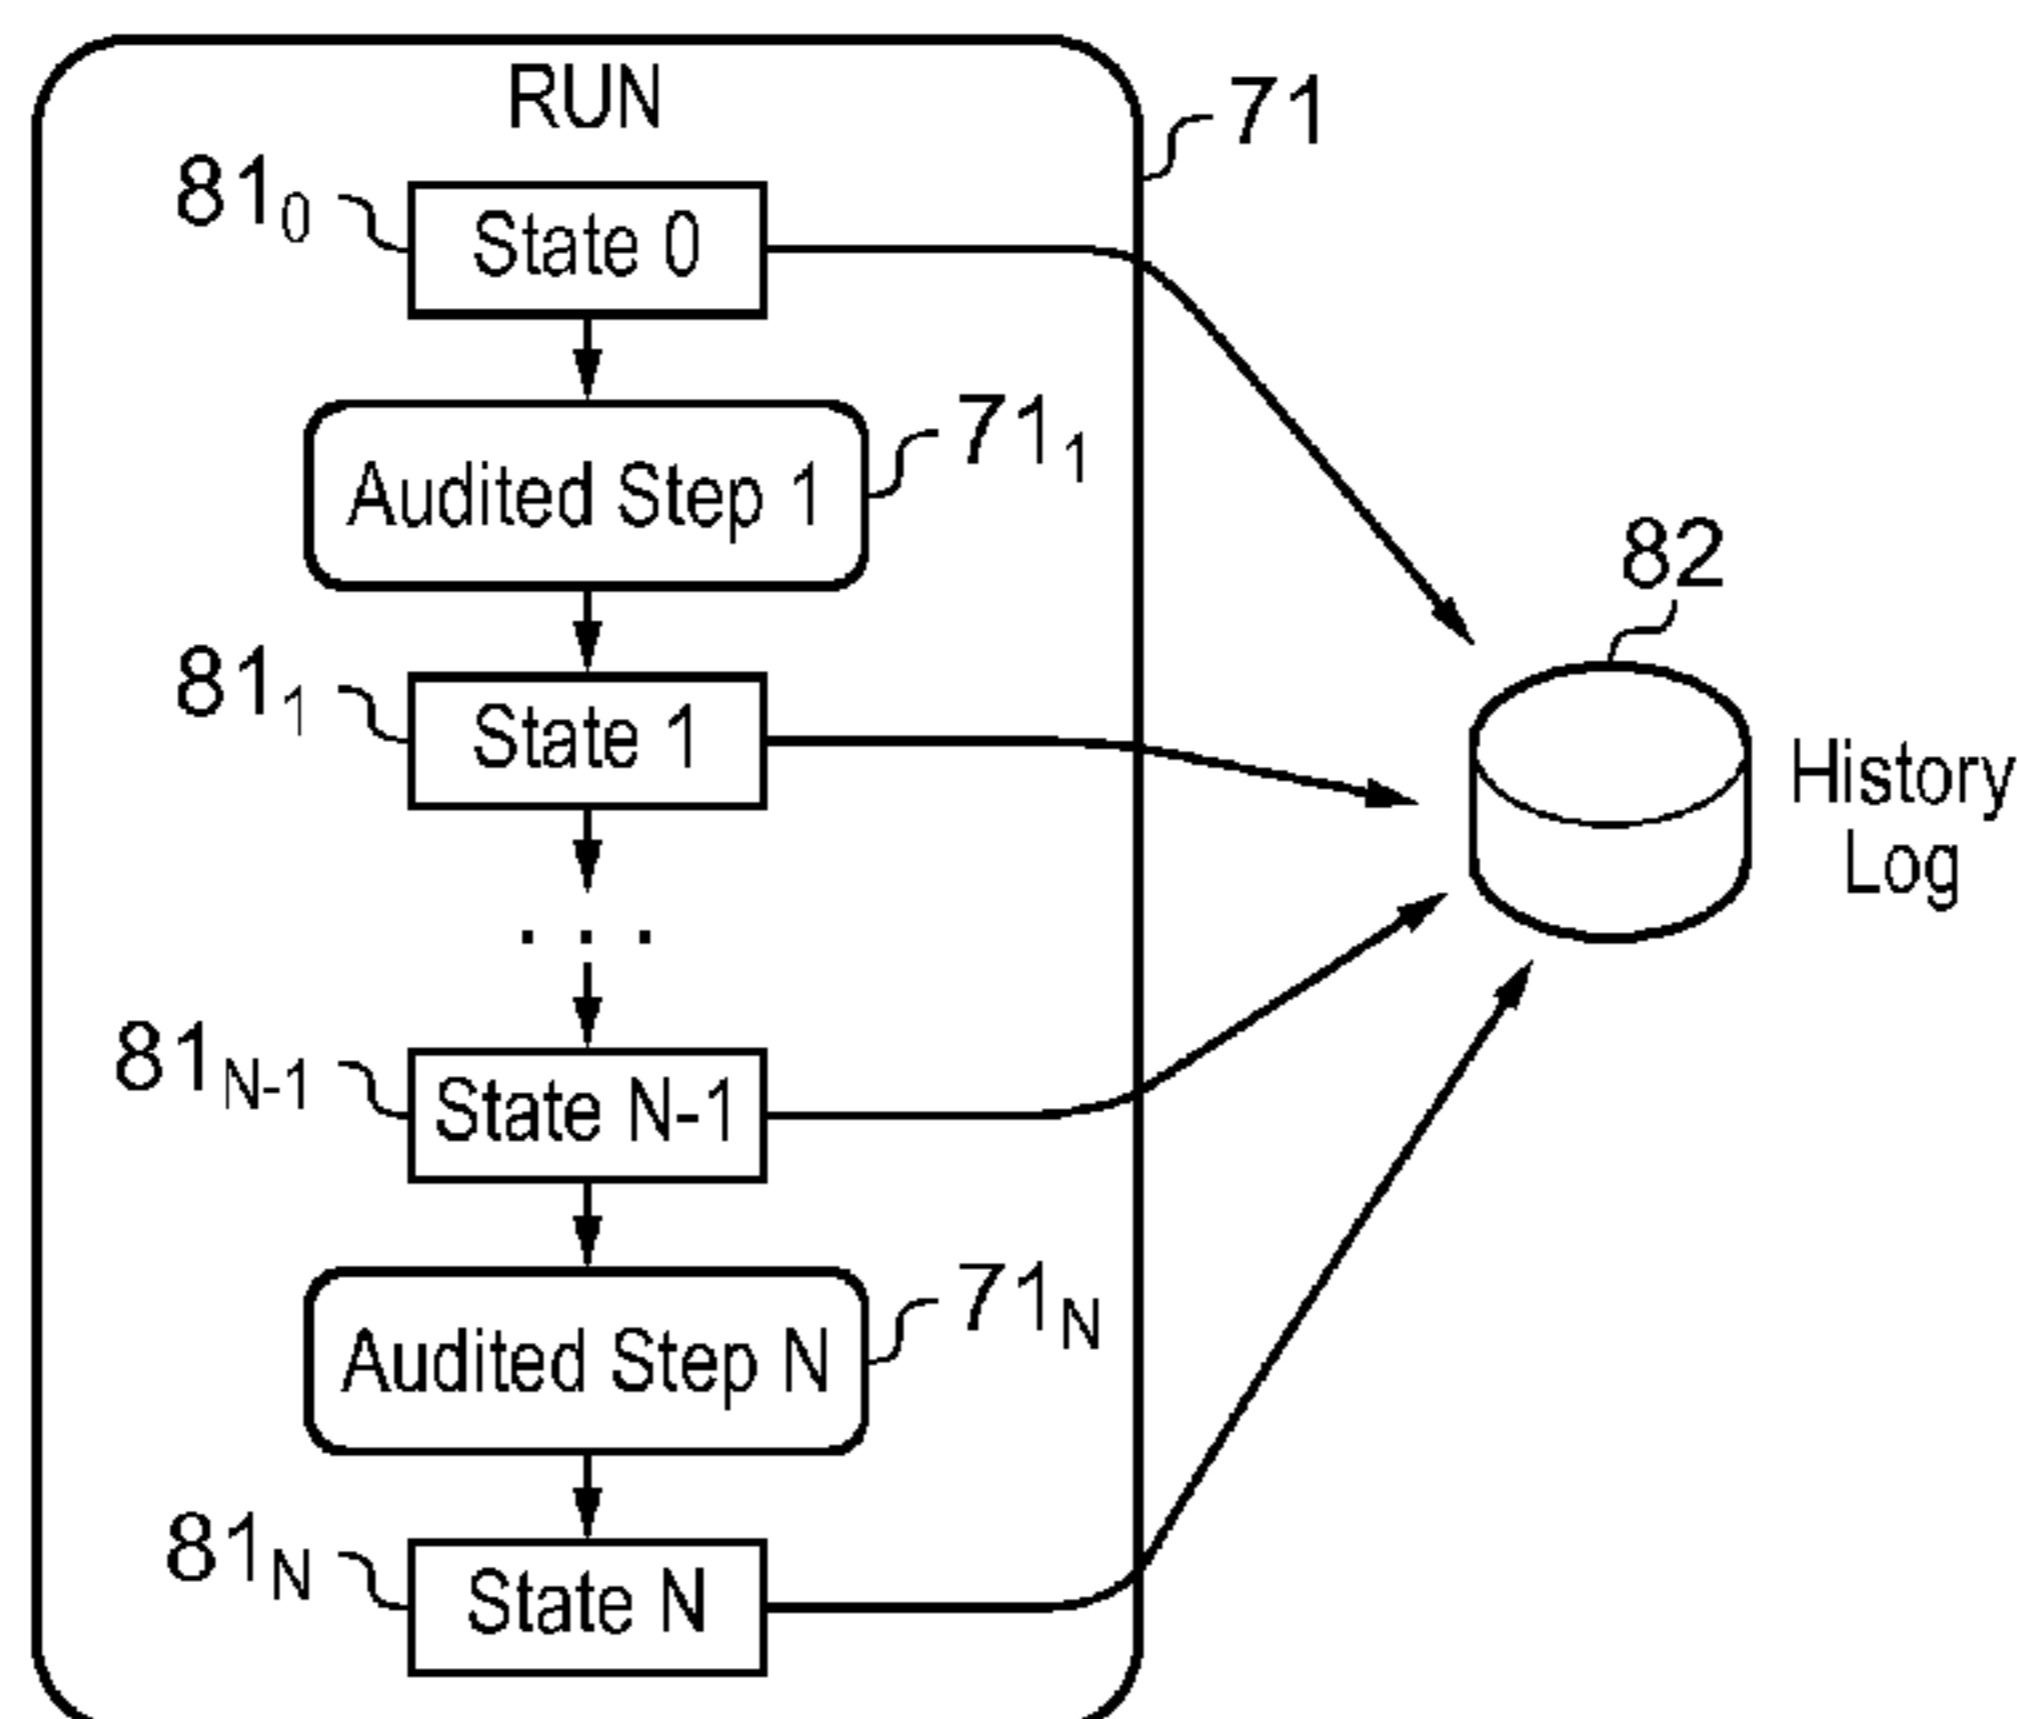 RUN
71
81₀
State 0
Audited Step 1
71₁
82
81₁
State 1
History
Log
. . .
81N-1
State N-1
Audited Step N
71N
81N
State N